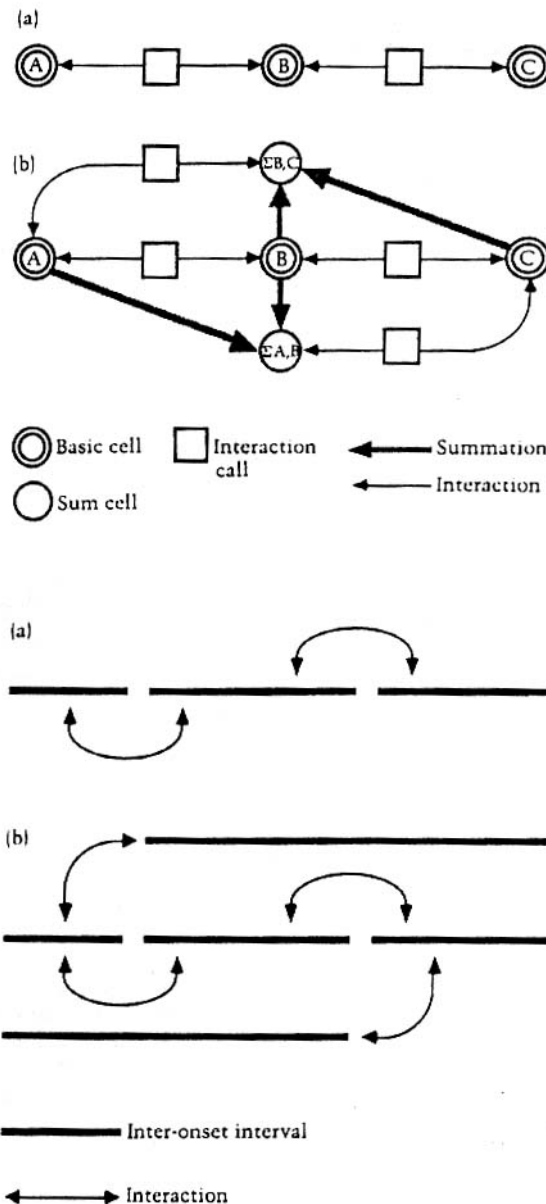 (a)
A B C
(b)
ΣB,C
A B C
ΣA,B
Basic cell Interaction call Summation
Sum cell Interaction
(a)
(b)
Inter-onset interval
Interaction